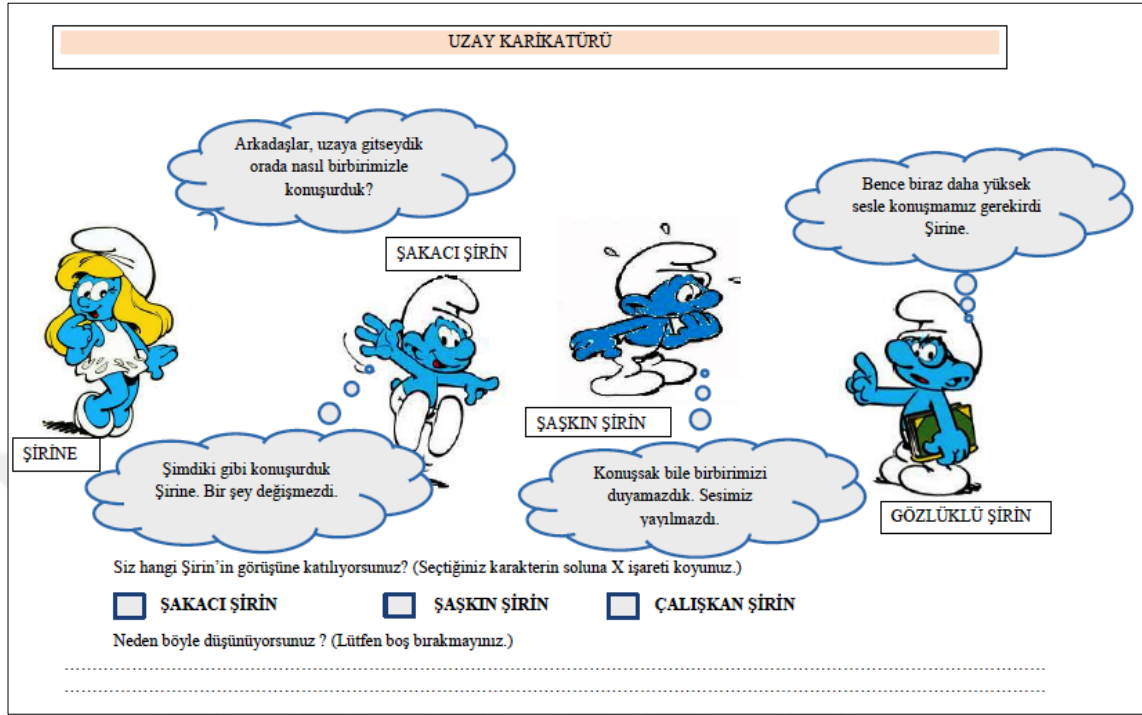 UZAY KARİKATÜRÜ
Arkadaşlar, uzaya gitseydik
orada nasıl birbirimizle
konuşurduk?
Bence biraz daha yüksek
sesle konuşmamız gerekirdi
Şirine.
ŞAKACI ŞİRİN
ŞAŞKIN ŞİRİN
ŞİRİNE
Şimdiki gibi konuşurduk
Şirine. Bir şey değişmezdi.
Konuşsak bile birbirimizi
duyamazdık. Sesimiz
yayılmazdı.
GÖZLÜKLÜ ŞİRİN
Siz hangi Şirin’in görüşüne katılıyorsunuz? (Seçtiğiniz karakterin soluna X işareti koyunuz.)
ŞAKACI ŞİRİN ŞAŞKIN ŞİRİN ÇALIŞKAN ŞİRİN
Neden böyle düşünüyorsunuz ? (Lütfen boş bırakmayınız.)